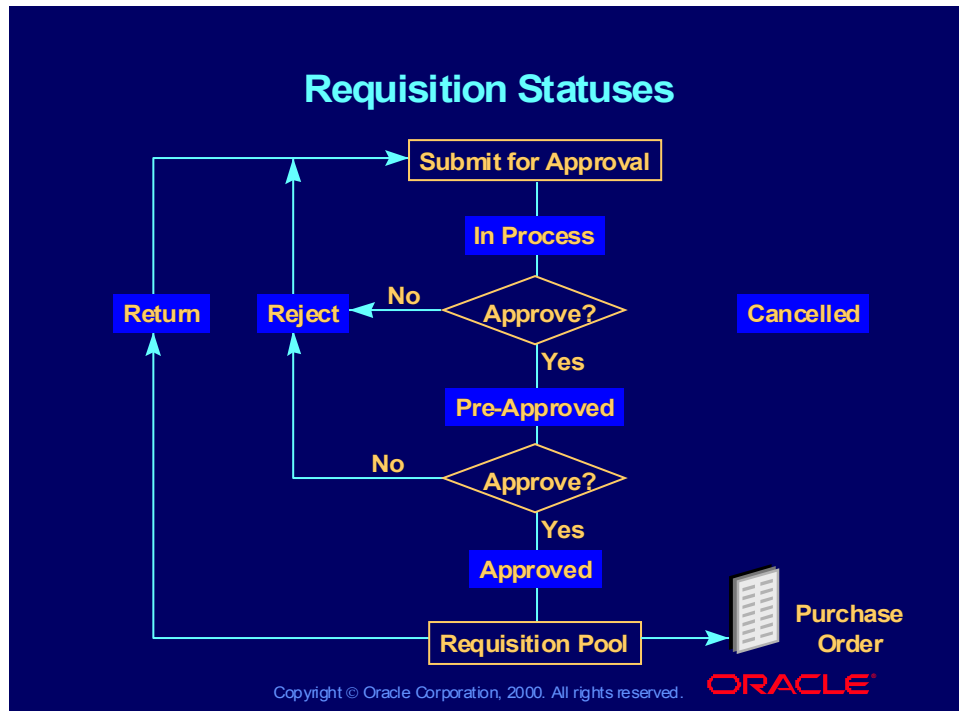 Requisition Statuses
Submit for Approval
In Process
Return
Reject
No
Approve?
Cancelled
Yes
Pre-Approved
No
Approve?
Yes
Approved
Requisition Pool
Purchase
Order
Copyright © Oracle Corporation, 2000. All rights reserved.
ORACLE®